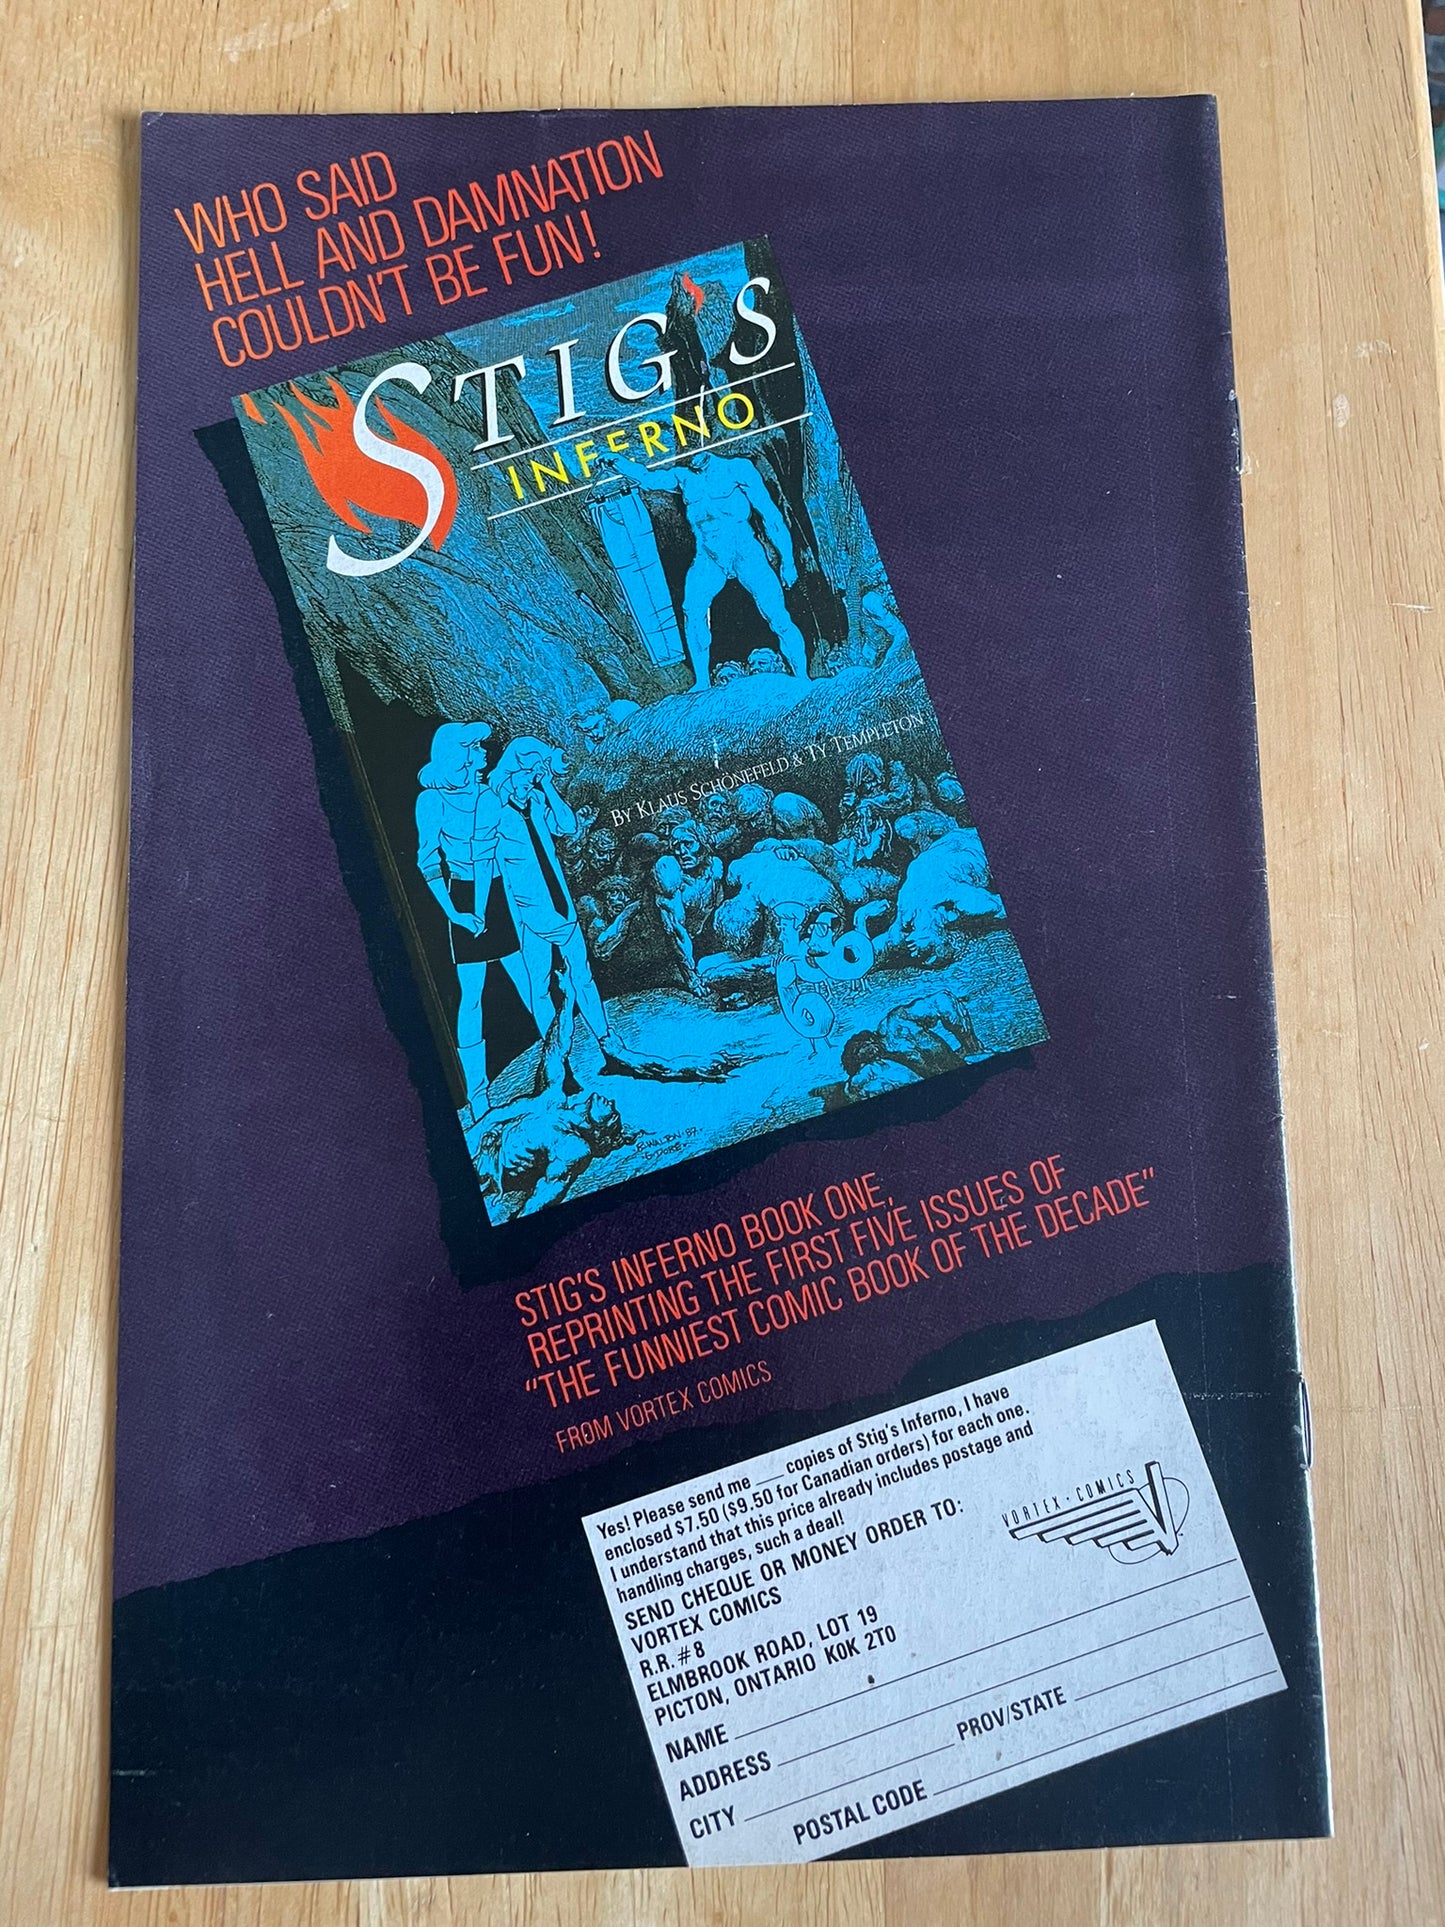 WHO SAID
HELL AND DAMNATION
COULDN'T BE FUN!
STIG'S
INFERNO
BY KLAUS SCHÖNEFELD & TY TEMPLETON
B. WALTON · 87.
G. DORÉ ·
STIG'S INFERNO BOOK ONE,
REPRINTING THE FIRST FIVE ISSUES OF
"THE FUNNIEST COMIC BOOK OF THE DECADE"
FROM VORTEX COMICS
Yes! Please send me ___ copies of Stig's Inferno, I have
enclosed $7.50 ($9.50 for Canadian orders) for each one.
I understand that this price already includes postage and
handling charges, such a deal!
SEND CHEQUE OR MONEY ORDER TO:
VORTEX COMICS
R.R. #8
ELMBROOK ROAD, LOT 19
PICTON, ONTARIO K0K 2T0
VORTEX · COMICS
NAME
ADDRESS
CITY
PROV/STATE
POSTAL CODE